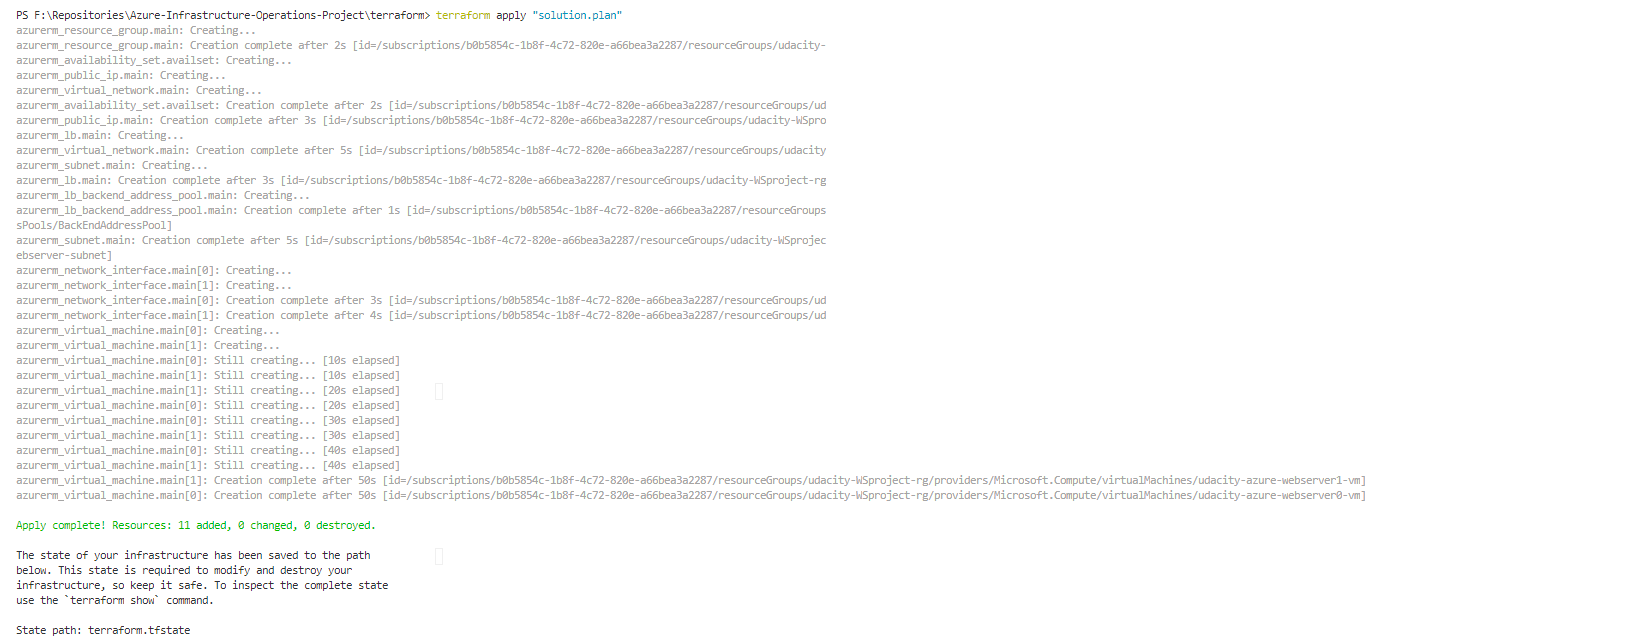 PS F:\Repositories\Azure-Infrastructure-Operations-Project\terraform> terraform apply "solution.plan"
azurerm_resource_group.main: Creating...
azurerm_resource_group.main: Creation complete after 2s [id=/subscriptions/b0b5854c-1b8f-4c72-820e-a66bea3a2287/resourceGroups/udacity-
azurerm_availability_set.availset: Creating...
azurerm_public_ip.main: Creating...
azurerm_virtual_network.main: Creating...
azurerm_availability_set.availset: Creation complete after 2s [id=/subscriptions/b0b5854c-1b8f-4c72-820e-a66bea3a2287/resourceGroups/ud
azurerm_public_ip.main: Creation complete after 3s [id=/subscriptions/b0b5854c-1b8f-4c72-820e-a66bea3a2287/resourceGroups/udacity-WSpro
azurerm_lb.main: Creating...
azurerm_virtual_network.main: Creation complete after 5s [id=/subscriptions/b0b5854c-1b8f-4c72-820e-a66bea3a2287/resourceGroups/udacity
azurerm_subnet.main: Creating...
azurerm_lb.main: Creation complete after 3s [id=/subscriptions/b0b5854c-1b8f-4c72-820e-a66bea3a2287/resourceGroups/udacity-WSproject-rg
azurerm_lb_backend_address_pool.main: Creating...
azurerm_lb_backend_address_pool.main: Creation complete after 1s [id=/subscriptions/b0b5854c-1b8f-4c72-820e-a66bea3a2287/resourceGroups
sPools/BackEndAddressPool]
azurerm_subnet.main: Creation complete after 5s [id=/subscriptions/b0b5854c-1b8f-4c72-820e-a66bea3a2287/resourceGroups/udacity-WSprojec
ebserver-subnet]
azurerm_network_interface.main[0]: Creating...
azurerm_network_interface.main[1]: Creating...
azurerm_network_interface.main[0]: Creation complete after 3s [id=/subscriptions/b0b5854c-1b8f-4c72-820e-a66bea3a2287/resourceGroups/ud
azurerm_network_interface.main[1]: Creation complete after 4s [id=/subscriptions/b0b5854c-1b8f-4c72-820e-a66bea3a2287/resourceGroups/ud
azurerm_virtual_machine.main[0]: Creating...
azurerm_virtual_machine.main[1]: Creating...
azurerm_virtual_machine.main[0]: Still creating... [10s elapsed]
azurerm_virtual_machine.main[1]: Still creating... [10s elapsed]
azurerm_virtual_machine.main[1]: Still creating... [20s elapsed]
azurerm_virtual_machine.main[0]: Still creating... [20s elapsed]
azurerm_virtual_machine.main[0]: Still creating... [30s elapsed]
azurerm_virtual_machine.main[1]: Still creating... [30s elapsed]
azurerm_virtual_machine.main[0]: Still creating... [40s elapsed]
azurerm_virtual_machine.main[1]: Still creating... [40s elapsed]
azurerm_virtual_machine.main[1]: Creation complete after 50s [id=/subscriptions/b0b5854c-1b8f-4c72-820e-a66bea3a2287/resourceGroups/udacity-WSproject-rg/providers/Microsoft.Compute/virtualMachines/udacity-azure-webserver1-vm]
azurerm_virtual_machine.main[0]: Creation complete after 50s [id=/subscriptions/b0b5854c-1b8f-4c72-820e-a66bea3a2287/resourceGroups/udacity-WSproject-rg/providers/Microsoft.Compute/virtualMachines/udacity-azure-webserver0-vm]
Apply complete! Resources: 11 added, 0 changed, 0 destroyed.
The state of your infrastructure has been saved to the path
below. This state is required to modify and destroy your
infrastructure, so keep it safe. To inspect the complete state
use the `terraform show` command.
State path: terraform.tfstate